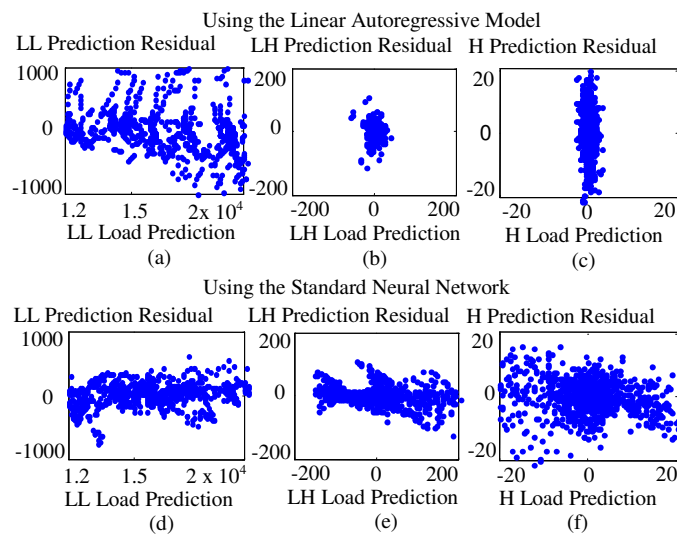 Using the Linear Autoregressive Model
LL Prediction Residual
LH Prediction Residual
H Prediction Residual
1000
0
-1000
1.2
1.5
2 x 10^4
LL Load Prediction
(a)
200
0
-200
-200
0
200
LH Load Prediction
(b)
20
0
-20
-20
0
20
H Load Prediction
(c)
Using the Standard Neural Network
LL Prediction Residual
LH Prediction Residual
H Prediction Residual
1000
0
-1000
1.2
1.5
2 x 10^4
LL Load Prediction
(d)
200
0
-200
-200
0
200
LH Load Prediction
(e)
20
0
-20
-20
0
20
H Load Prediction
(f)